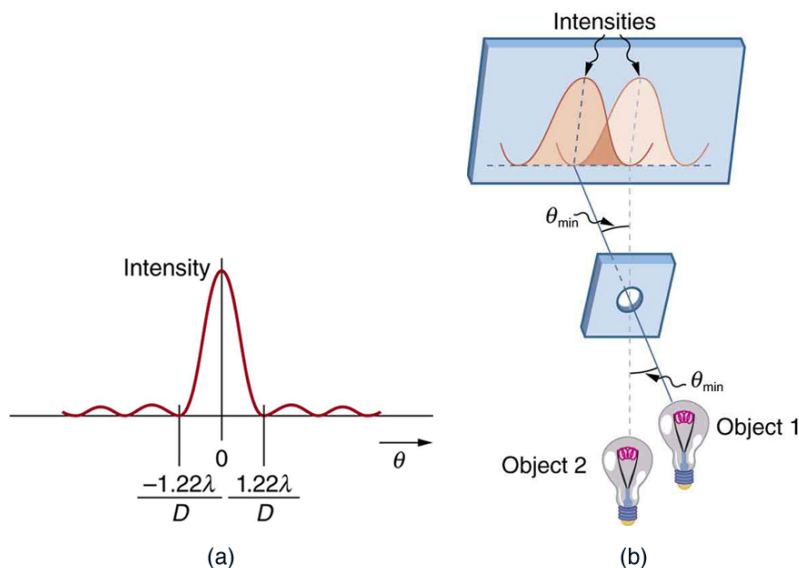 Intensity
0
θ
−1.22λ
D
1.22λ
D
(a)
Intensities
θmin
θmin
Object 1
Object 2
(b)